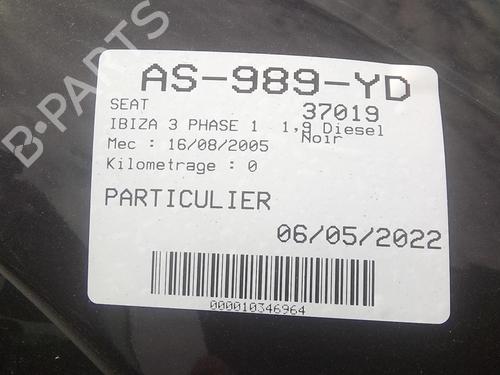 B-PARTS
AS-989-YD
SEAT 37019
IBIZA 3 PHASE 1 1,9 Diesel
Mec : 16/08/2005 Noir
Kilometrage : 0
PARTICULIER
06/05/2022
000010346964